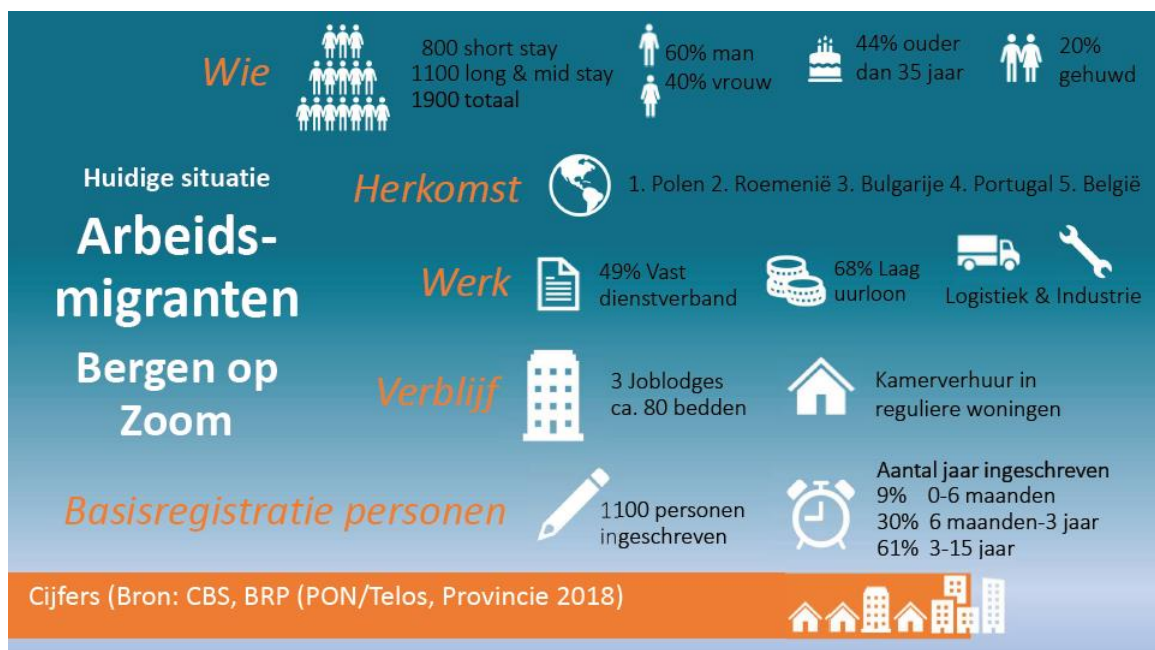 Wie
800 short stay
1100 long & mid stay
1900 totaal
60% man
40% vrouw
44% ouder
dan 35 jaar
20%
gehuwd
Huidige situatie
Arbeids-
migranten
Bergen op
Zoom
Herkomst
1. Polen 2. Roemenië 3. Bulgarije 4. Portugal 5. België
Werk
49% Vast
dienstverband
68% Laag
uurloon
Logistiek & Industrie
Verblijf
3 Joblodges
ca. 80 bedden
Kamerverhuur in
reguliere woningen
Basisregistratie personen
1100 personen
ingeschreven
Aantal jaar ingeschreven
9% 0-6 maanden
30% 6 maanden-3 jaar
61% 3-15 jaar
Cijfers (Bron: CBS, BRP (PON/Telos, Provincie 2018)